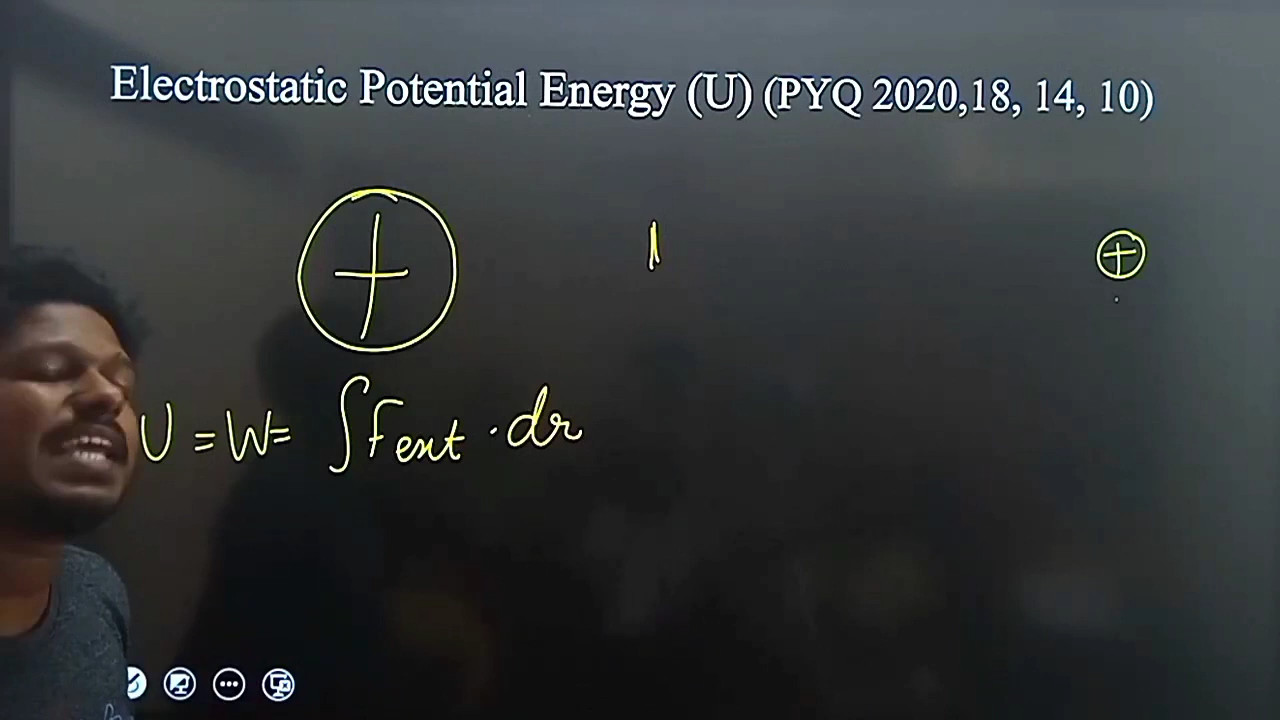 Electrostatic Potential Energy (U) (PYQ 2020,18, 14, 10)
+
+
U = W = ∫Fext · dr